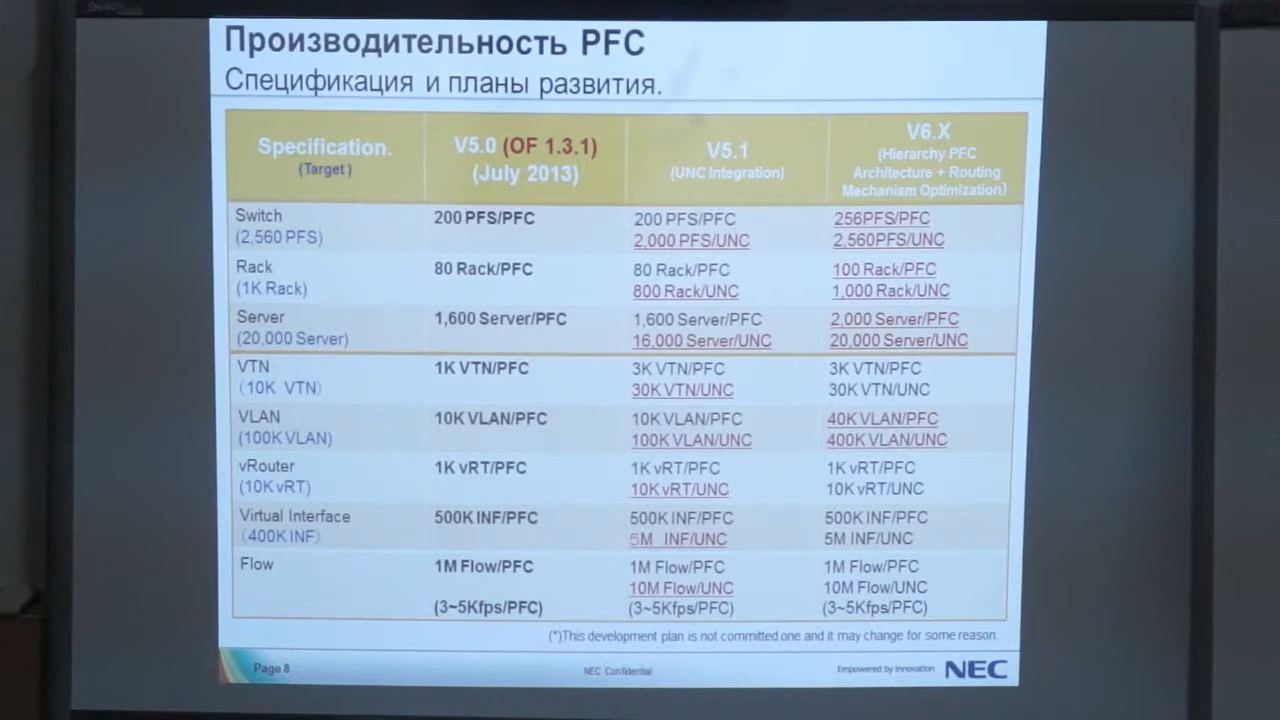 Производительность PFC
Спецификация и планы развития.
Specification.
(Target)
V5.0 (OF 1.3.1)
(July 2013)
V5.1
(UNC Integration)
V6.X
(Hierarchy PFC
Architecture + Routing
Mechanism Optimization)
Switch
(2,560 PFS)
200 PFS/PFC
200 PFS/PFC
2,000 PFS/UNC
256PFS/PFC
2,560PFS/UNC
Rack
(1K Rack)
80 Rack/PFC
80 Rack/PFC
800 Rack/UNC
100 Rack/PFC
1,000 Rack/UNC
Server
(20,000 Server)
1,600 Server/PFC
1,600 Server/PFC
16,000 Server/UNC
2,000 Server/PFC
20,000 Server/UNC
VTN
(10K VTN)
1K VTN/PFC
3K VTN/PFC
30K VTN/UNC
3K VTN/PFC
30K VTN/UNC
VLAN
(100K VLAN)
10K VLAN/PFC
10K VLAN/PFC
100K VLAN/UNC
40K VLAN/PFC
400K VLAN/UNC
vRouter
(10K vRT)
1K vRT/PFC
1K vRT/PFC
10K vRT/UNC
1K vRT/PFC
10K vRT/UNC
Virtual Interface
(400K INF)
500K INF/PFC
500K INF/PFC
5M INF/UNC
500K INF/PFC
5M INF/UNC
Flow
1M Flow/PFC
(3~5Kfps/PFC)
1M Flow/PFC
10M Flow/UNC
(3~5Kfps/PFC)
1M Flow/PFC
10M Flow/UNC
(3~5Kfps/PFC)
(*)This development plan is not committed one and it may change for some reason.
Page 8
NEC Confidential
Empowered by Innovation
NEC